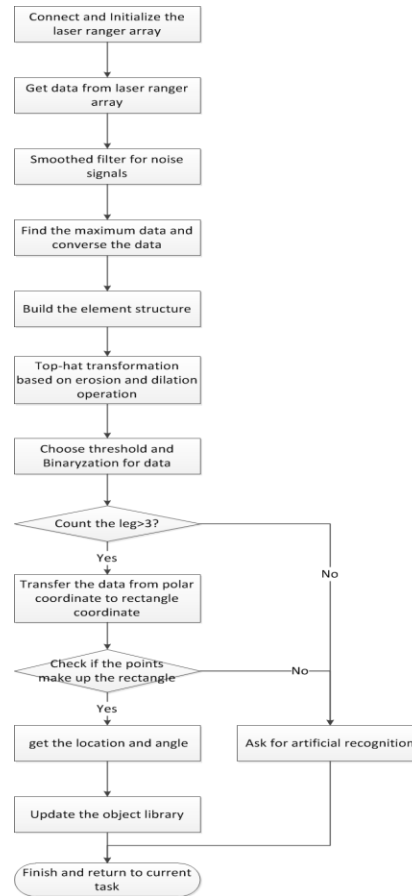 Connect and Initialize the
laser ranger array
Get data from laser ranger
array
Smoothed filter for noise
signals
Find the maximum data and
converse the data
Build the element structure
Top-hat transformation
based on erosion and dilation
operation
Choose threshold and
Binaryzation for data
Count the leg>3?
Yes
No
Transfer the data from polar
coordinate to rectangle
coordinate
Check if the points
make up the rectangle
No
Yes
get the location and angle
Ask for artificial recognition
Update the object library
Finish and return to current
task